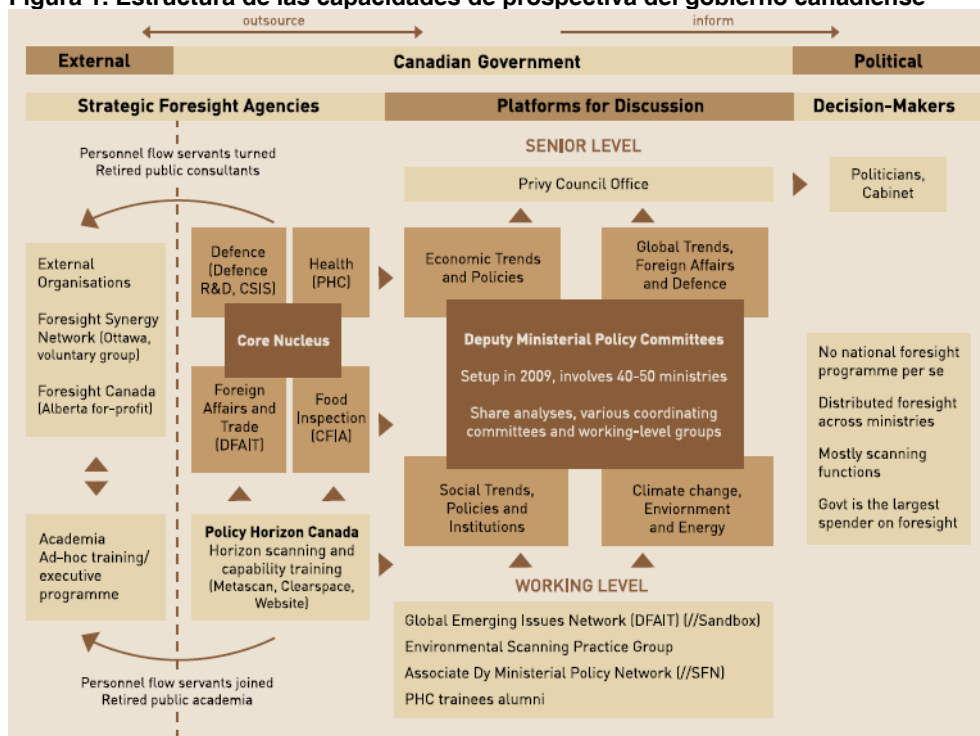 Figura 1. Estructura de las capacidades de prospectiva del gobierno canadiense
outsource
inform
External
Canadian Government
Political
Strategic Foresight Agencies
Platforms for Discussion
Decision-Makers
Personnel flow servants turned
Retired public consultants
External
Organisations
Foresight Synergy
Network (Ottawa,
voluntary group)
Foresight Canada
(Alberta for-profit)
Academia
Ad-hoc training/
executive
programme
Personnel flow servants joined
Retired public academia
Defence
(Defence
R&D, CSIS)
Health
(PHC)
Core Nucleus
Foreign
Affairs and
Trade
(DFAIT)
Food
Inspection
(CFIA)
Policy Horizon Canada
Horizon scanning and
capability training
(Metascan, Clearspace,
Website)
SENIOR LEVEL
Privy Council Office
Economic Trends
and Policies
Global Trends,
Foreign Affairs
and Defence
Deputy Ministerial Policy Committees
Setup in 2009, involves 40-50 ministries
Share analyses, various coordinating
committees and working-level groups
Social Trends,
Policies and
Institutions
Climate change,
Enviornment
and Energy
WORKING LEVEL
Global Emerging Issues Network (DFAIT) (//Sandbox)
Environmental Scanning Practice Group
Associate Dy Ministerial Policy Network (//SFN)
PHC trainees alumni
Politicians,
Cabinet
No national foresight
programme per se
Distributed foresight
across ministries
Mostly scanning
functions
Govt is the largest
spender on foresight